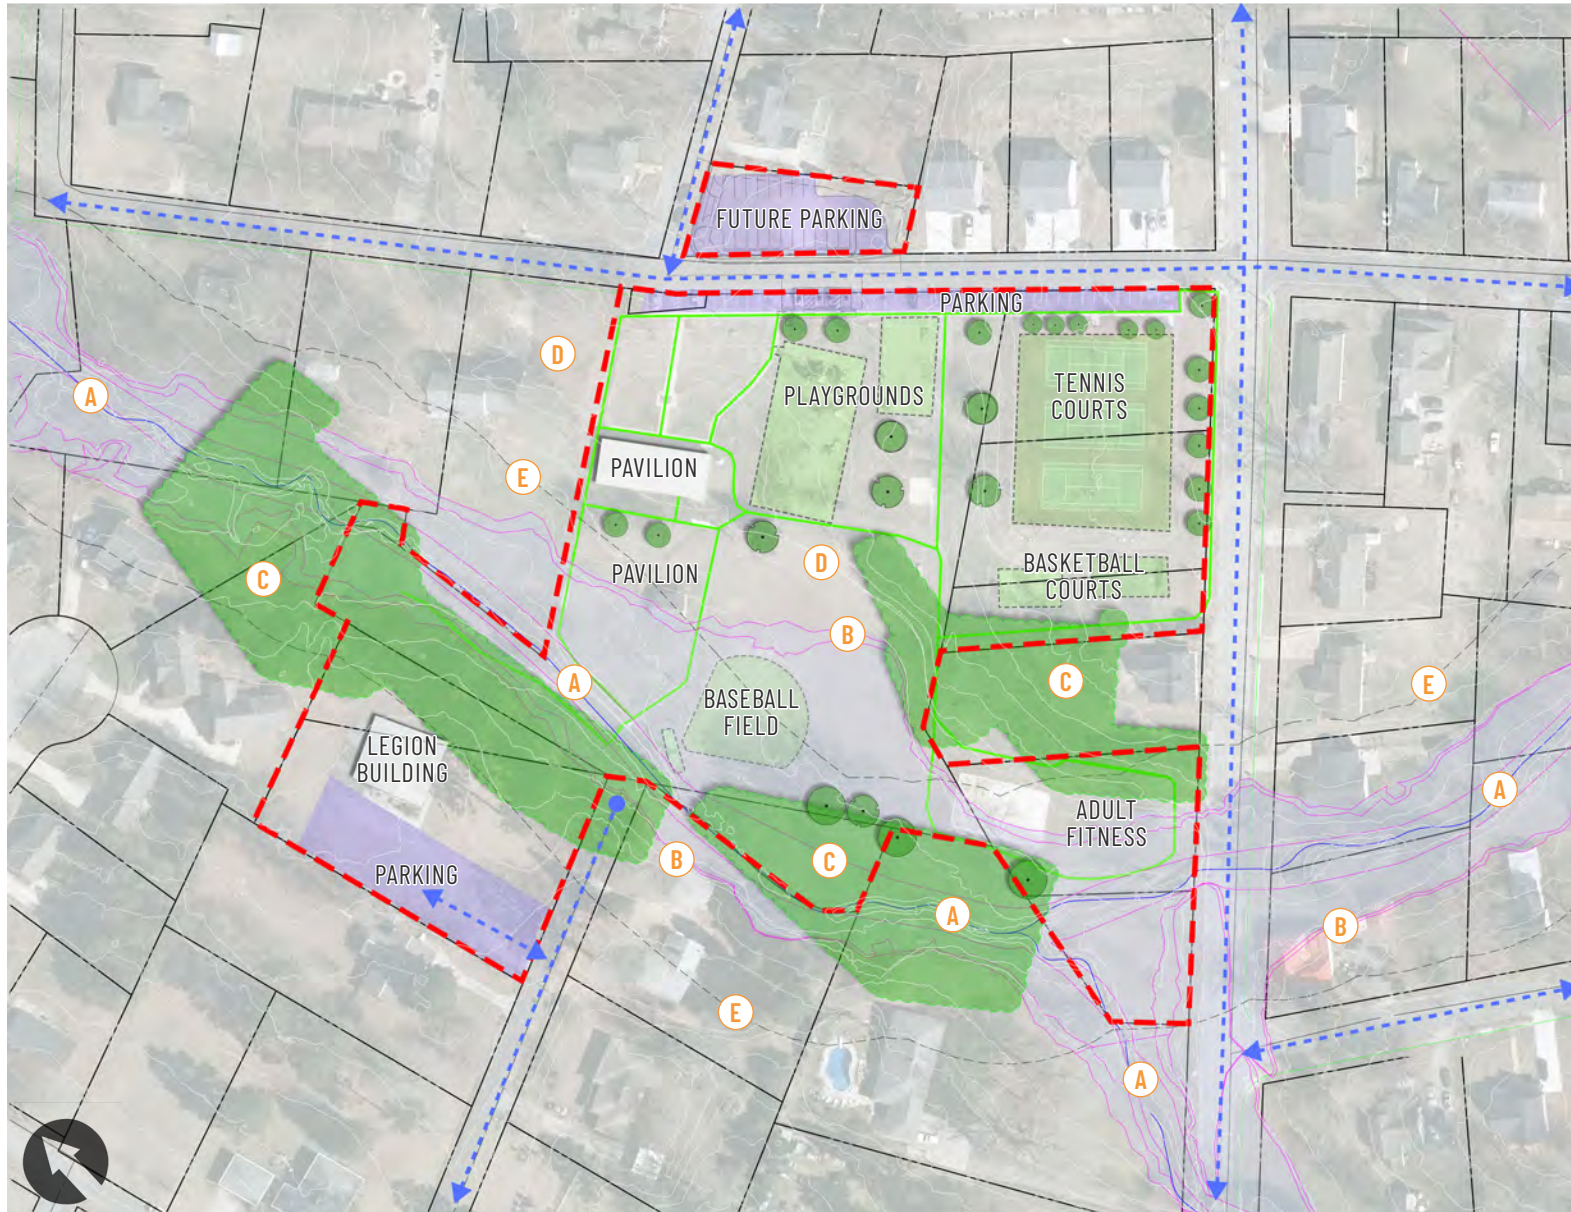 FUTURE PARKING
PARKING
D
PLAYGROUNDS
TENNIS
COURTS
A
PAVILION
E
C
PAVILION
D
BASKETBALL
COURTS
B
A
C
E
BASEBALL
FIELD
LEGION
BUILDING
A
ADULT
FITNESS
B
C
PARKING
A
B
E
A